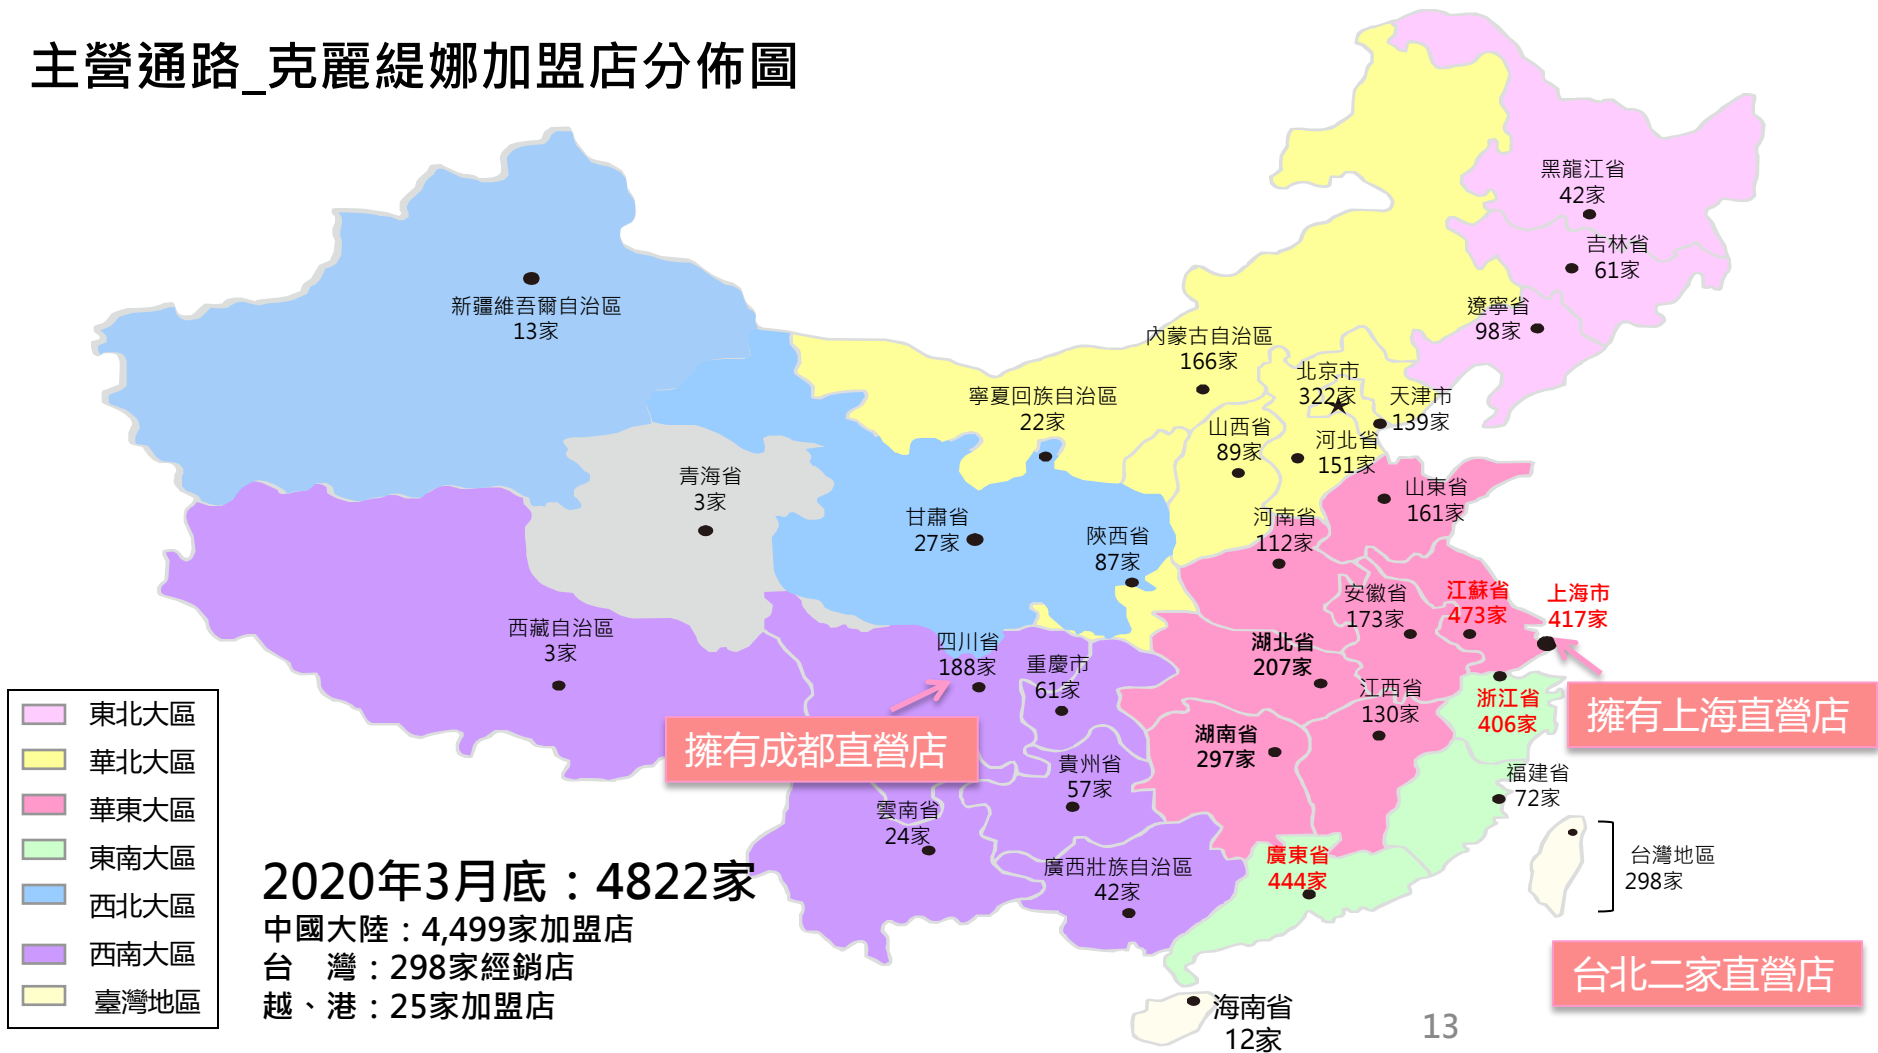 主營通路_克麗緹娜加盟店分佈圖
黑龍江省
42家
吉林省
61家
遼寧省
98家
新疆維吾爾自治區
13家
內蒙古自治區
166家
北京市
322家
天津市
139家
寧夏回族自治區
22家
山西省
89家
河北省
151家
青海省
3家
山東省
161家
甘肅省
27家
陝西省
87家
河南省
112家
安徽省
173家
江蘇省
473家
上海市
417家
西藏自治區
3家
四川省
188家
重慶市
61家
湖北省
207家
江西省
130家
浙江省
406家
擁有上海直營店
擁有成都直營店
湖南省
297家
貴州省
57家
福建省
72家
雲南省
24家
廣西壯族自治區
42家
廣東省
444家
台灣地區
298家
台北二家直營店
海南省
12家
東北大區
華北大區
華東大區
東南大區
西北大區
西南大區
臺灣地區
2020年3月底：4822家
中國大陸：4,499家加盟店
台　灣：298家經銷店
越、港：25家加盟店
13